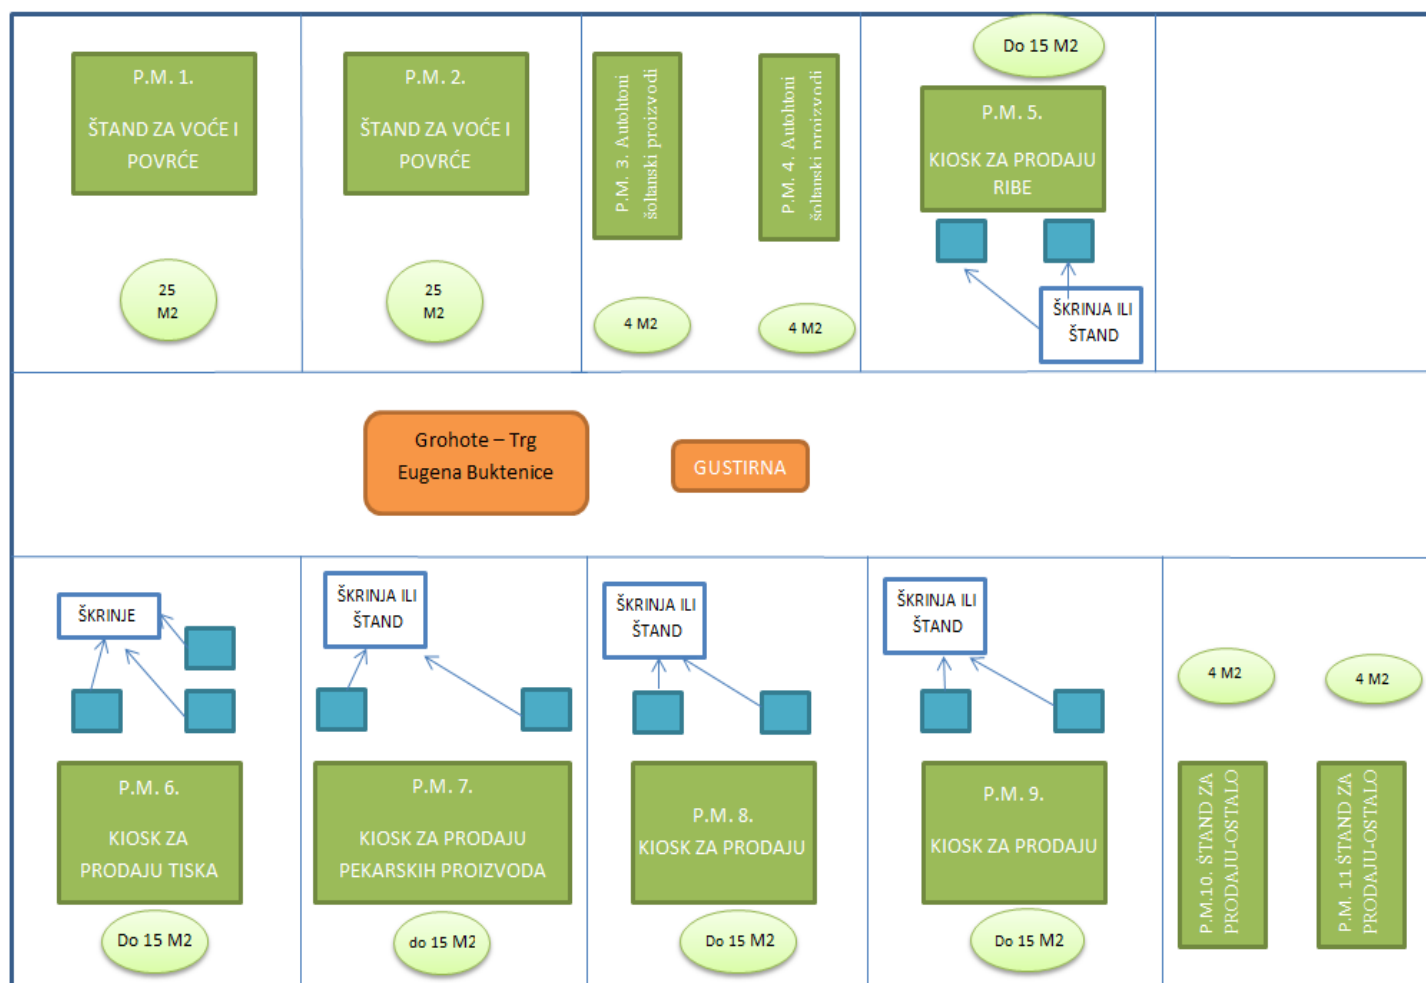 P.M. 1.
ŠTAND ZA VOĆE I
POVRĆE
25
M2
P.M. 2.
ŠTAND ZA VOĆE I
POVRĆE
25
M2
P.M. 3. Autohtoni
šoltanski proizvodi
4 M2
P.M. 4. Autohtoni
šoltanski proizvodi
4 M2
Do 15 M2
P.M. 5.
KIOSK ZA PRODAJU
RIBE
ŠKRINJA ILI
ŠTAND
Grohote – Trg
Eugena Buktenice
GUSTIRNA
ŠKRINJE
P.M. 6.
KIOSK ZA
PRODAJU TISKA
Do 15 M2
ŠKRINJA ILI
ŠTAND
P.M. 7.
KIOSK ZA PRODAJU
PEKARSKIH PROIZVODA
do 15 M2
ŠKRINJA ILI
ŠTAND
P.M. 8.
KIOSK ZA PRODAJU
Do 15 M2
ŠKRINJA ILI
ŠTAND
P.M. 9.
KIOSK ZA PRODAJU
Do 15 M2
4 M2
P.M.10. ŠTAND ZA
PRODAJU-OSTALO
4 M2
P.M. 11 ŠTAND ZA
PRODAJU-OSTALO